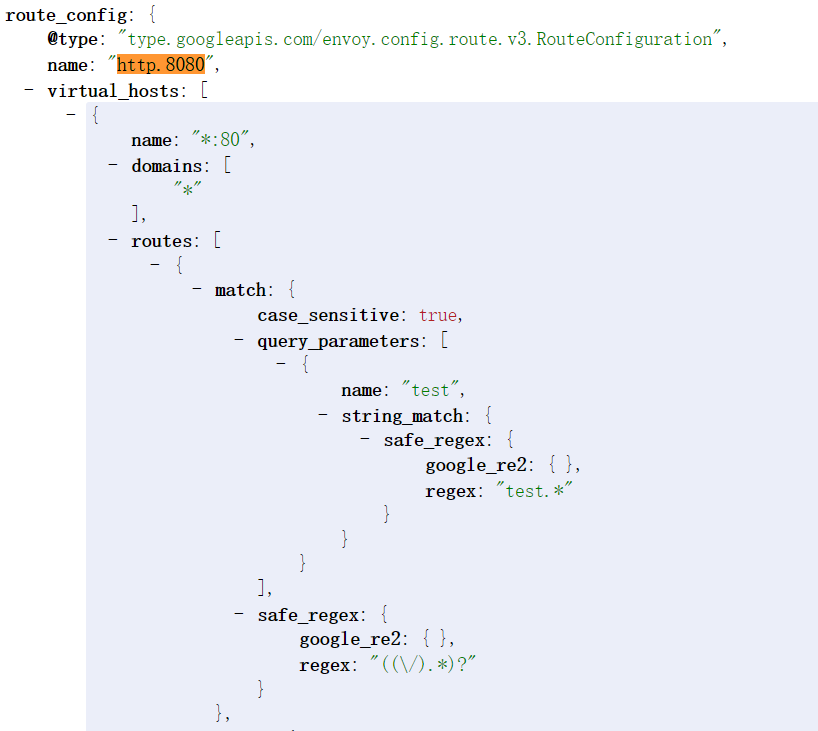 route_config: {
@type: "type.googleapis.com/envoy.config.route.v3.RouteConfiguration",
name: "http.8080",
- virtual_hosts: [
- {
name: "*:80",
- domains: [
"*"
],
- routes: [
- {
- match: {
case_sensitive: true,
- query_parameters: [
- {
name: "test",
- string_match: {
- safe_regex: {
google_re2: { },
regex: "test.*"
}
}
}
],
- safe_regex: {
google_re2: { },
regex: "((\/).*)?"
}
},